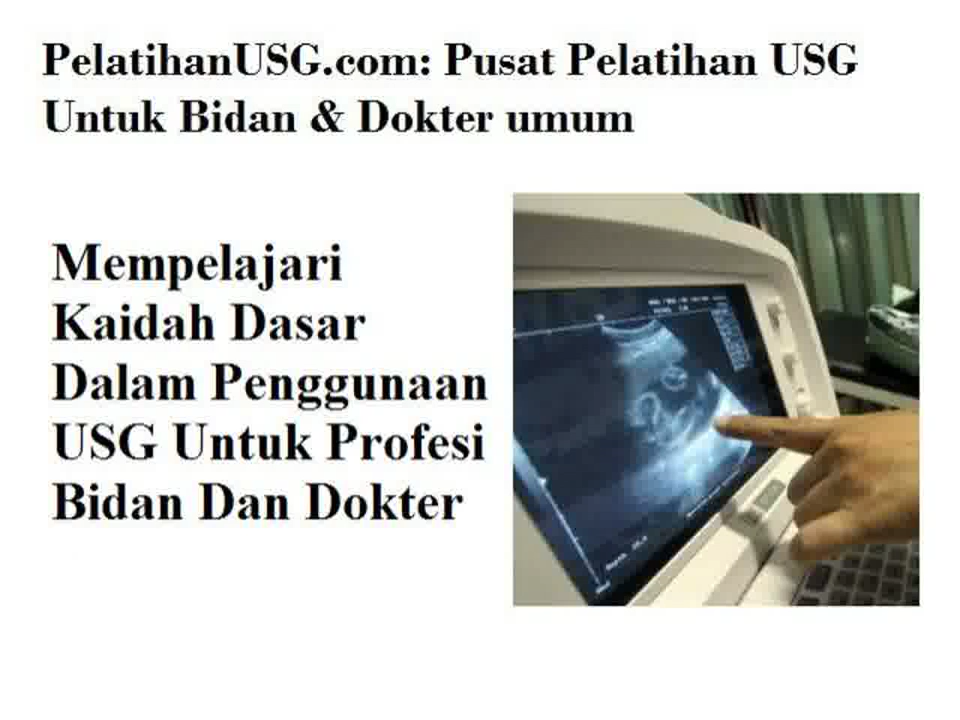 PelatihanUSG.com: Pusat Pelatihan USG
Untuk Bidan & Dokter umum
Mempelajari
Kaidah Dasar
Dalam Penggunaan
USG Untuk Profesi
Bidan Dan Dokter